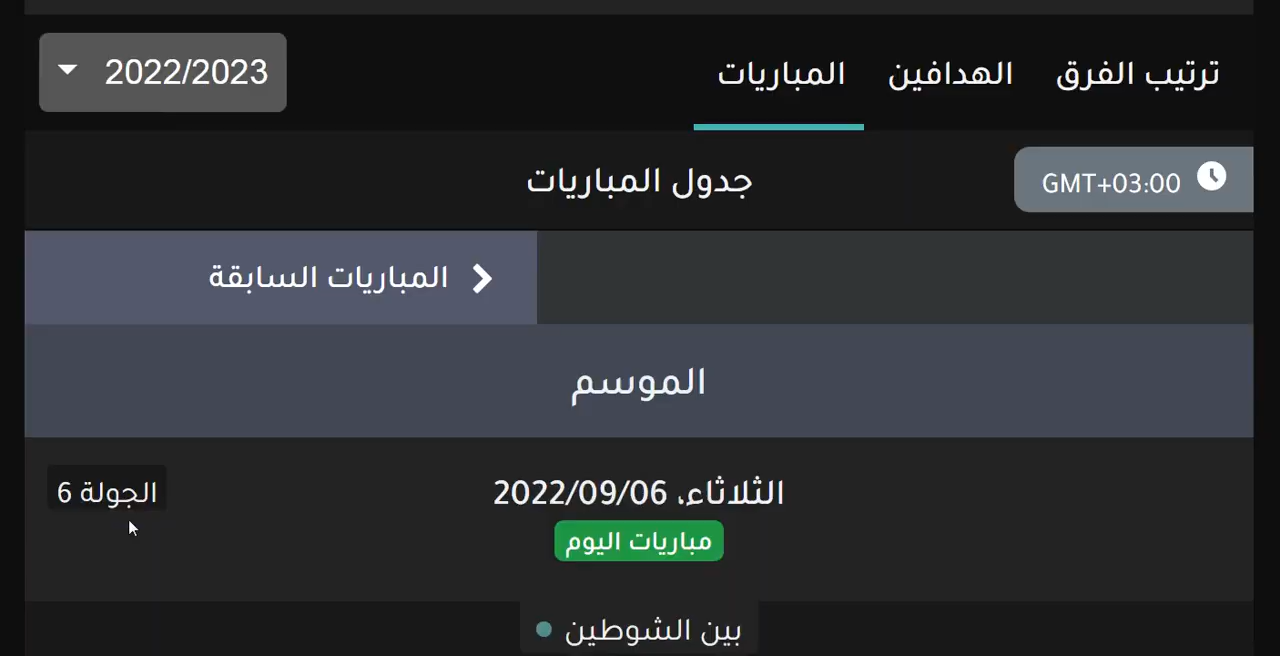 ترتيب الفرق
الهدافين
المباريات
2022/2023
GMT+03:00
جدول المباريات
المباريات السابقة
الموسم
الثلاثاء، 2022/09/06
الجولة 6
مباريات اليوم
بين الشوطين